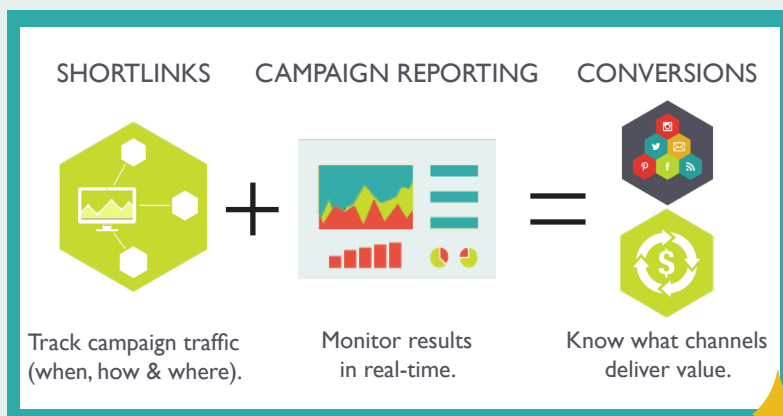 SHORTLINKS
CAMPAIGN REPORTING
CONVERSIONS
Track campaign traffic
(when, how & where).
Monitor results
in real-time.
Know what channels
deliver value.